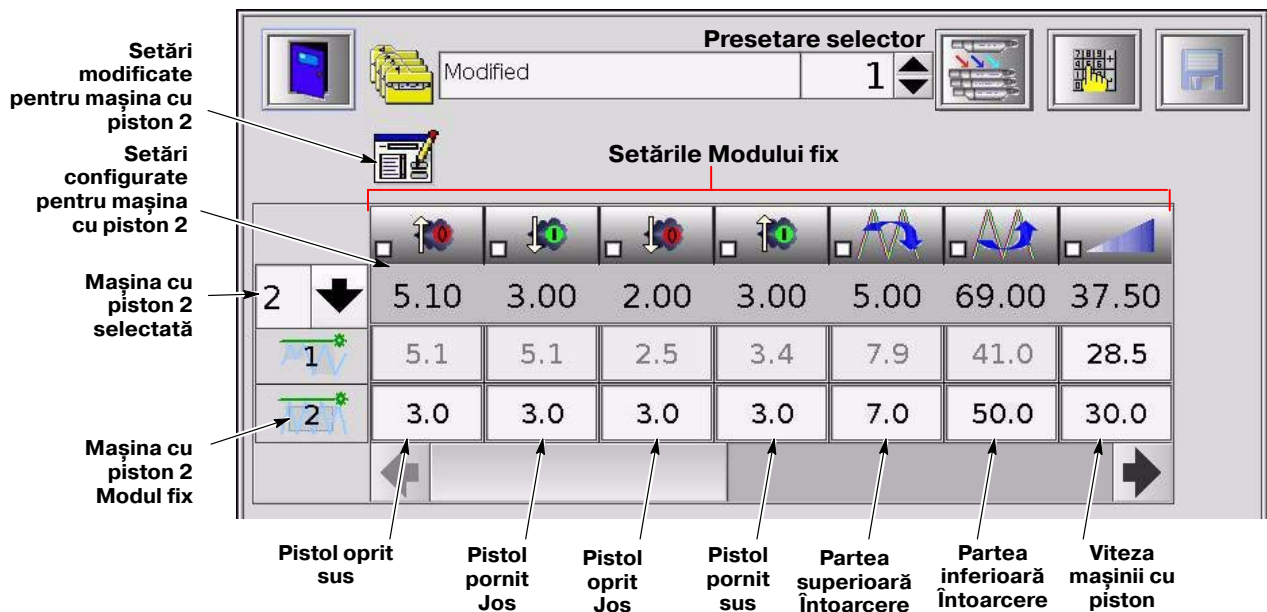 Presetare selector
Modified
1
Setări
modificate
pentru mașina cu
piston 2
Setări
configurate
pentru mașina
cu piston 2
Setările Modului fix
Mașina cu
piston 2
selectată
2
5.10 3.00 2.00 3.00 5.00 69.00 37.50
1
5.1 5.1 2.5 3.4 7.9 41.0 28.5
2
3.0 3.0 3.0 3.0 7.0 50.0 30.0
Mașina cu
piston 2
Modul fix
Pistol oprit
sus
Pistol
pornit
Jos
Pistol
oprit
Jos
Pistol
pornit
sus
Partea
superioară
Întoarcere
Partea
inferioară
Întoarcere
Viteza
mașinii cu
piston